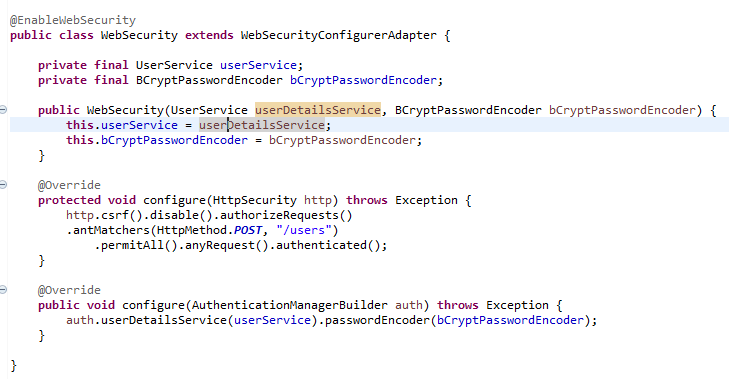 @EnableWebSecurity
public class WebSecurity extends WebSecurityConfigurerAdapter {
private final UserService userService;
private final BCryptPasswordEncoder bCryptPasswordEncoder;
public WebSecurity(UserService userDetailsService, BCryptPasswordEncoder bCryptPasswordEncoder) {
this.userService = userDetailsService;
this.bCryptPasswordEncoder = bCryptPasswordEncoder;
}
@Override
protected void configure(HttpSecurity http) throws Exception {
http.csrf().disable().authorizeRequests()
.antMatchers(HttpMethod.POST, "/users")
.permitAll().anyRequest().authenticated();
}
@Override
public void configure(AuthenticationManagerBuilder auth) throws Exception {
auth.userDetailsService(userService).passwordEncoder(bCryptPasswordEncoder);
}
}